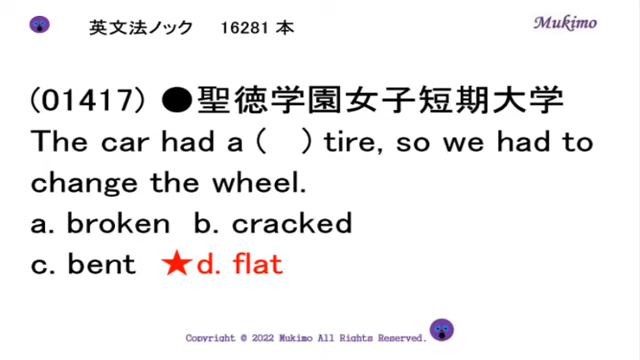 英文法ノック 16281 本
Mukimo
(01417) ●聖徳学園女子短期大学
The car had a ( ) tire, so we had to
change the wheel.
a. broken b. cracked
c. bent ★d. flat
Copyright @ 2022 Mukimo All Rights Reserved.